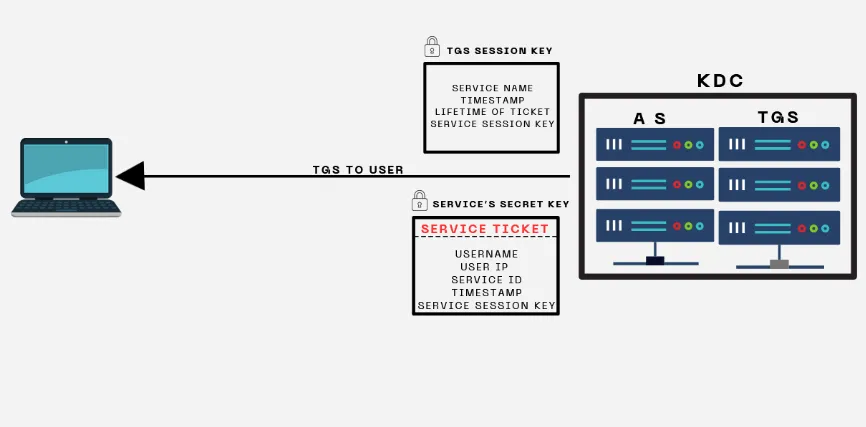 TGS SESSION KEY
SERVICE NAME
TIMESTAMP
LIFETIME OF TICKET
SERVICE SESSION KEY
KDC
A S
TGS
TGS TO USER
SERVICE'S SECRET KEY
SERVICE TICKET
USERNAME
USER IP
SERVICE ID
TIMESTAMP
SERVICE SESSION KEY